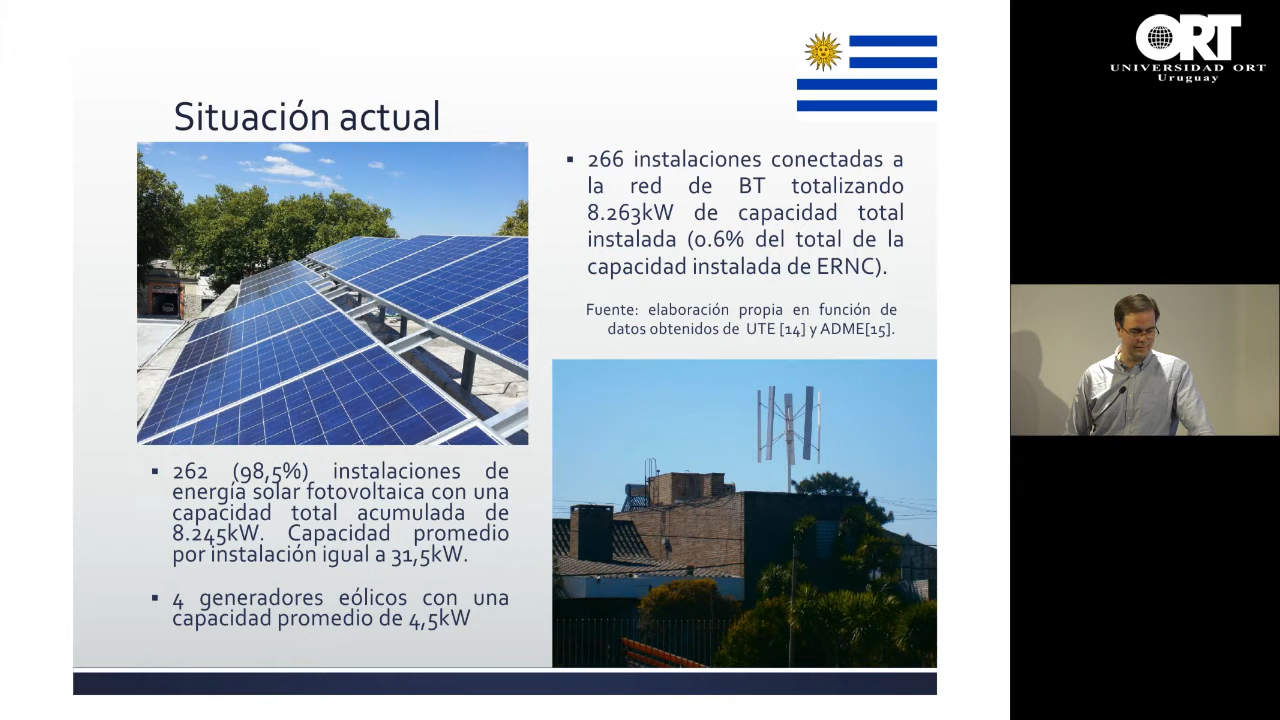 Situación actual
262 (98,5%) instalaciones de
energía solar fotovoltaica con una
capacidad total acumulada de
8.245kW. Capacidad promedio
por instalación igual a 31,5kW.
4 generadores eólicos con una
capacidad promedio de 4,5kW
266 instalaciones conectadas a
la red de BT totalizando
8.263kW de capacidad total
instalada (0.6% del total de la
capacidad instalada de ERNC).
Fuente: elaboración propia en función de
datos obtenidos de UTE [14] y ADME[15].
ORT
UNIVERSIDAD ORT
Uruguay